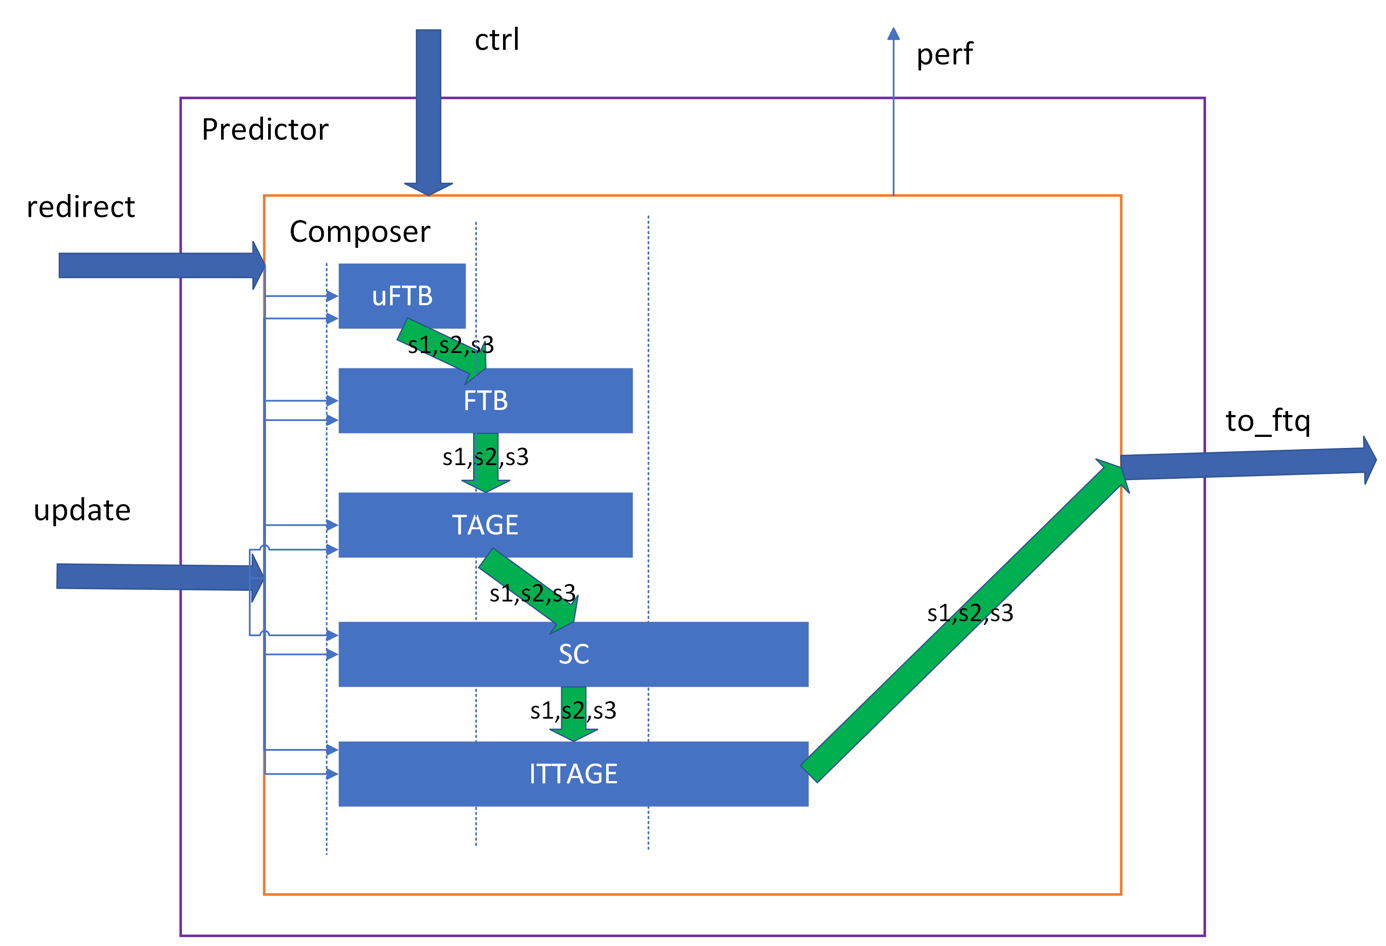 ctrl
perf
Predictor
redirect
Composer
uFTB
s1,s2,s3
FTB
to_ftq
s1,s2,s3
update
TAGE
s1,s2,s3
s1,s2,s3
SC
s1,s2,s3
ITTAGE